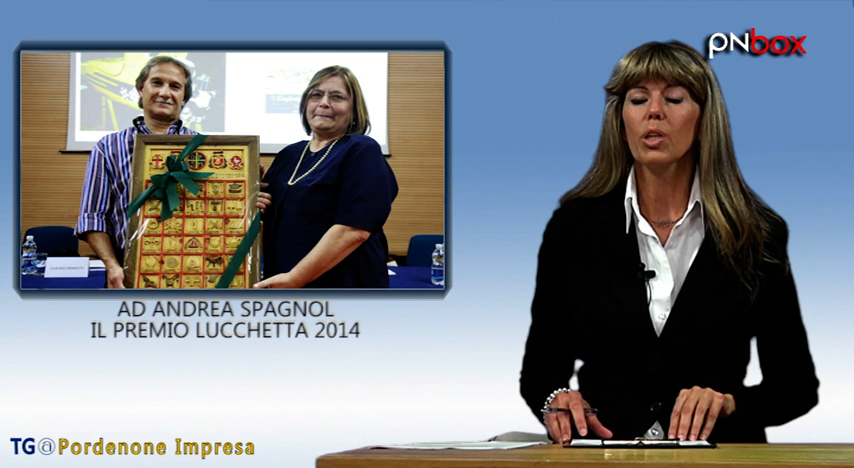 pnbox
AD ANDREA SPAGNOL
IL PREMIO LUCCHETTA 2014
TG@Pordenone Impresa